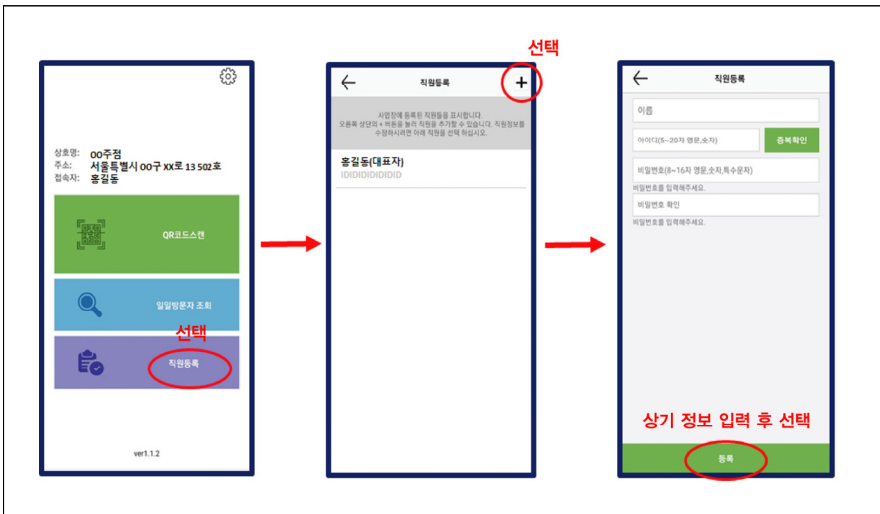 상호명: OO주점
주소: 서울특별시 OO구 XX로 13 502호
접속자: 홍길동
QR코드스캔
일일방문자 조회
선택
직원등록
ver1.1.2
선택
직원등록
+
사업장에 등록된 직원들을 표시합니다.
오른쪽 상단의 + 버튼을 눌러 직원을 추가할 수 있습니다. 직원정보를
수정하시려면 아래 직원을 선택 하십시오.
홍길동(대표자)
IDIDIDIDIDIDID
직원등록
이름
아이디(5~20자 영문,숫자)
중복확인
비밀번호(8~16자 영문,숫자,특수문자)
비밀번호를 입력해주세요.
비밀번호 확인
비밀번호를 입력해주세요.
상기 정보 입력 후 선택
등록